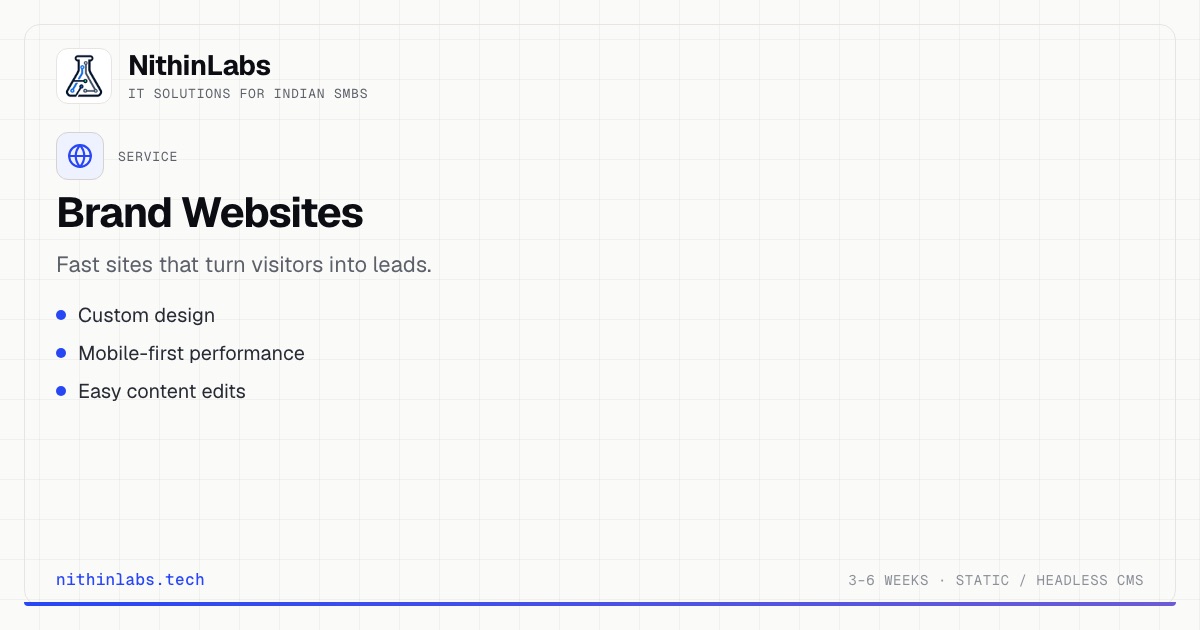 NithinLabs
IT SOLUTIONS FOR INDIAN SMBS
SERVICE
Brand Websites
Fast sites that turn visitors into leads.
Custom design
Mobile-first performance
Easy content edits
nithinlabs.tech
3–6 WEEKS · STATIC / HEADLESS CMS